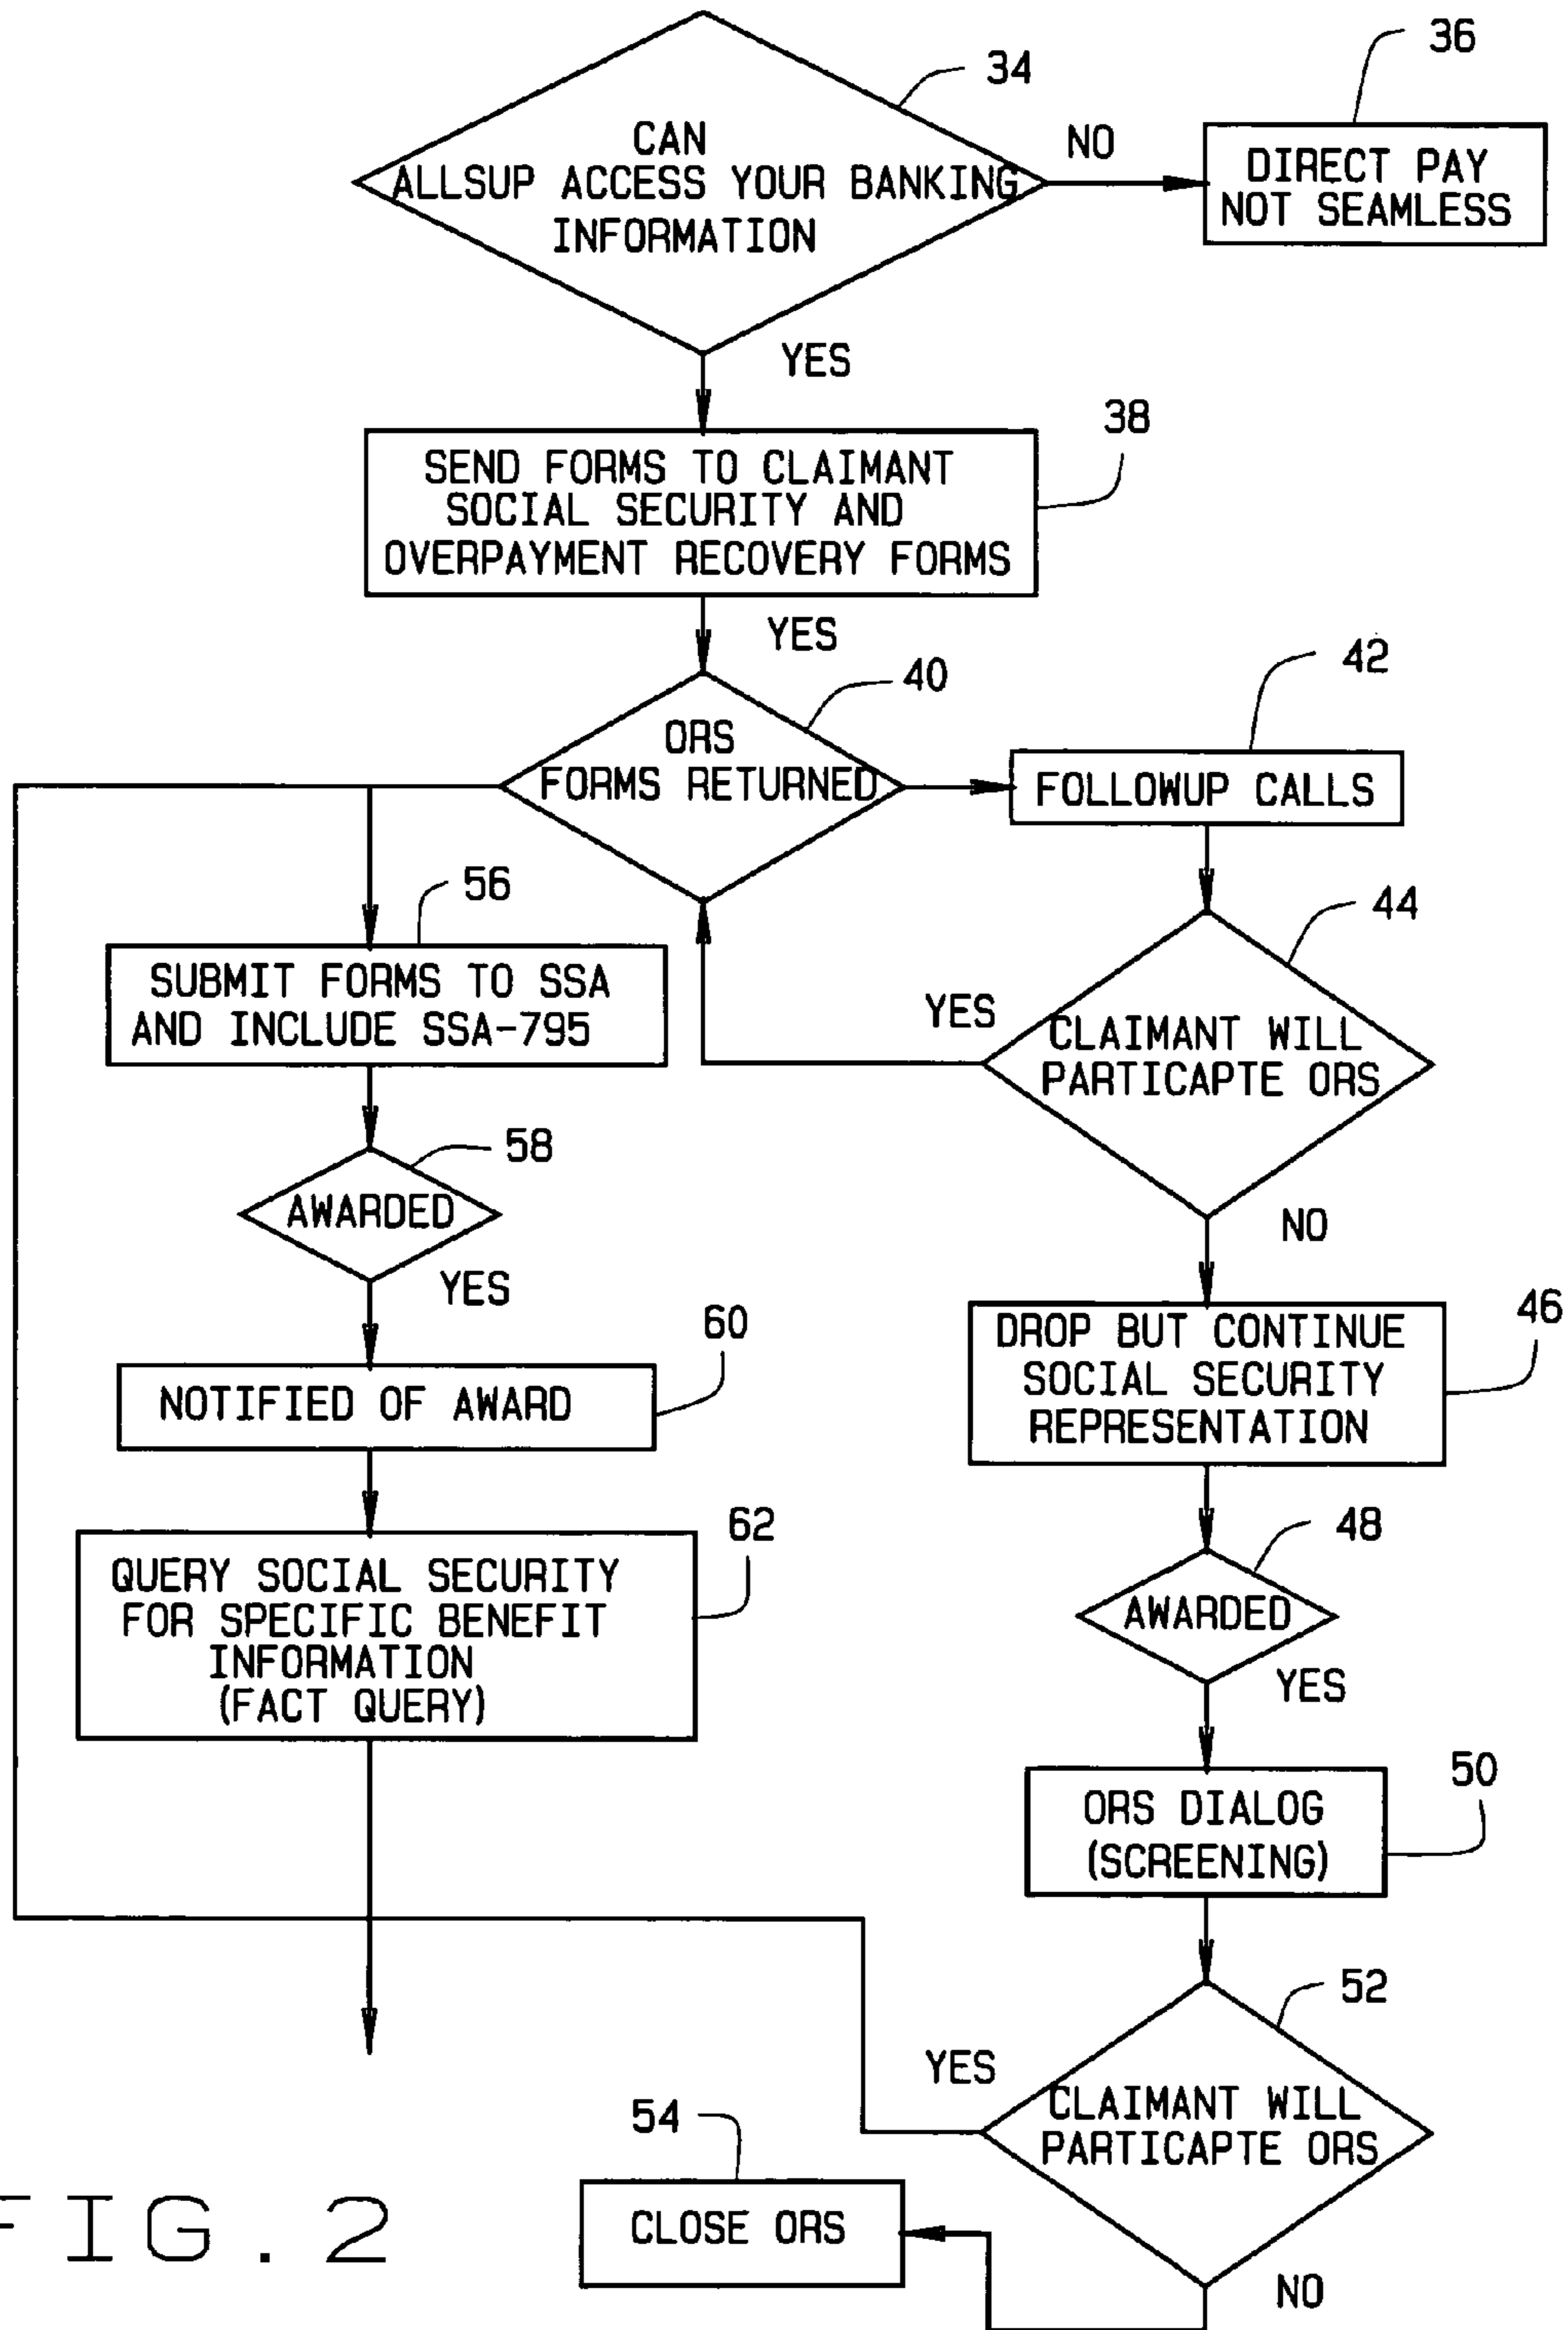 34
36
CAN
ALLSUP ACCESS YOUR BANKING
INFORMATION
NO
DIRECT PAY
NOT SEAMLESS
YES
38
SEND FORMS TO CLAIMANT
SOCIAL SECURITY AND
OVERPAYMENT RECOVERY FORMS
YES
40
42
ORS
FORMS RETURNED
FOLLOWUP CALLS
56
44
SUBMIT FORMS TO SSA
AND INCLUDE SSA-795
YES
CLAIMANT WILL
PARTICAPTE ORS
58
AWARDED
NO
YES
60
46
NOTIFIED OF AWARD
DROP BUT CONTINUE
SOCIAL SECURITY
REPRESENTATION
62
48
QUERY SOCIAL SECURITY
FOR SPECIFIC BENEFIT
INFORMATION
(FACT QUERY)
AWARDED
YES
50
ORS DIALOG
(SCREENING)
52
YES
CLAIMANT WILL
PARTICAPTE ORS
54
CLOSE ORS
NO
FIG.2